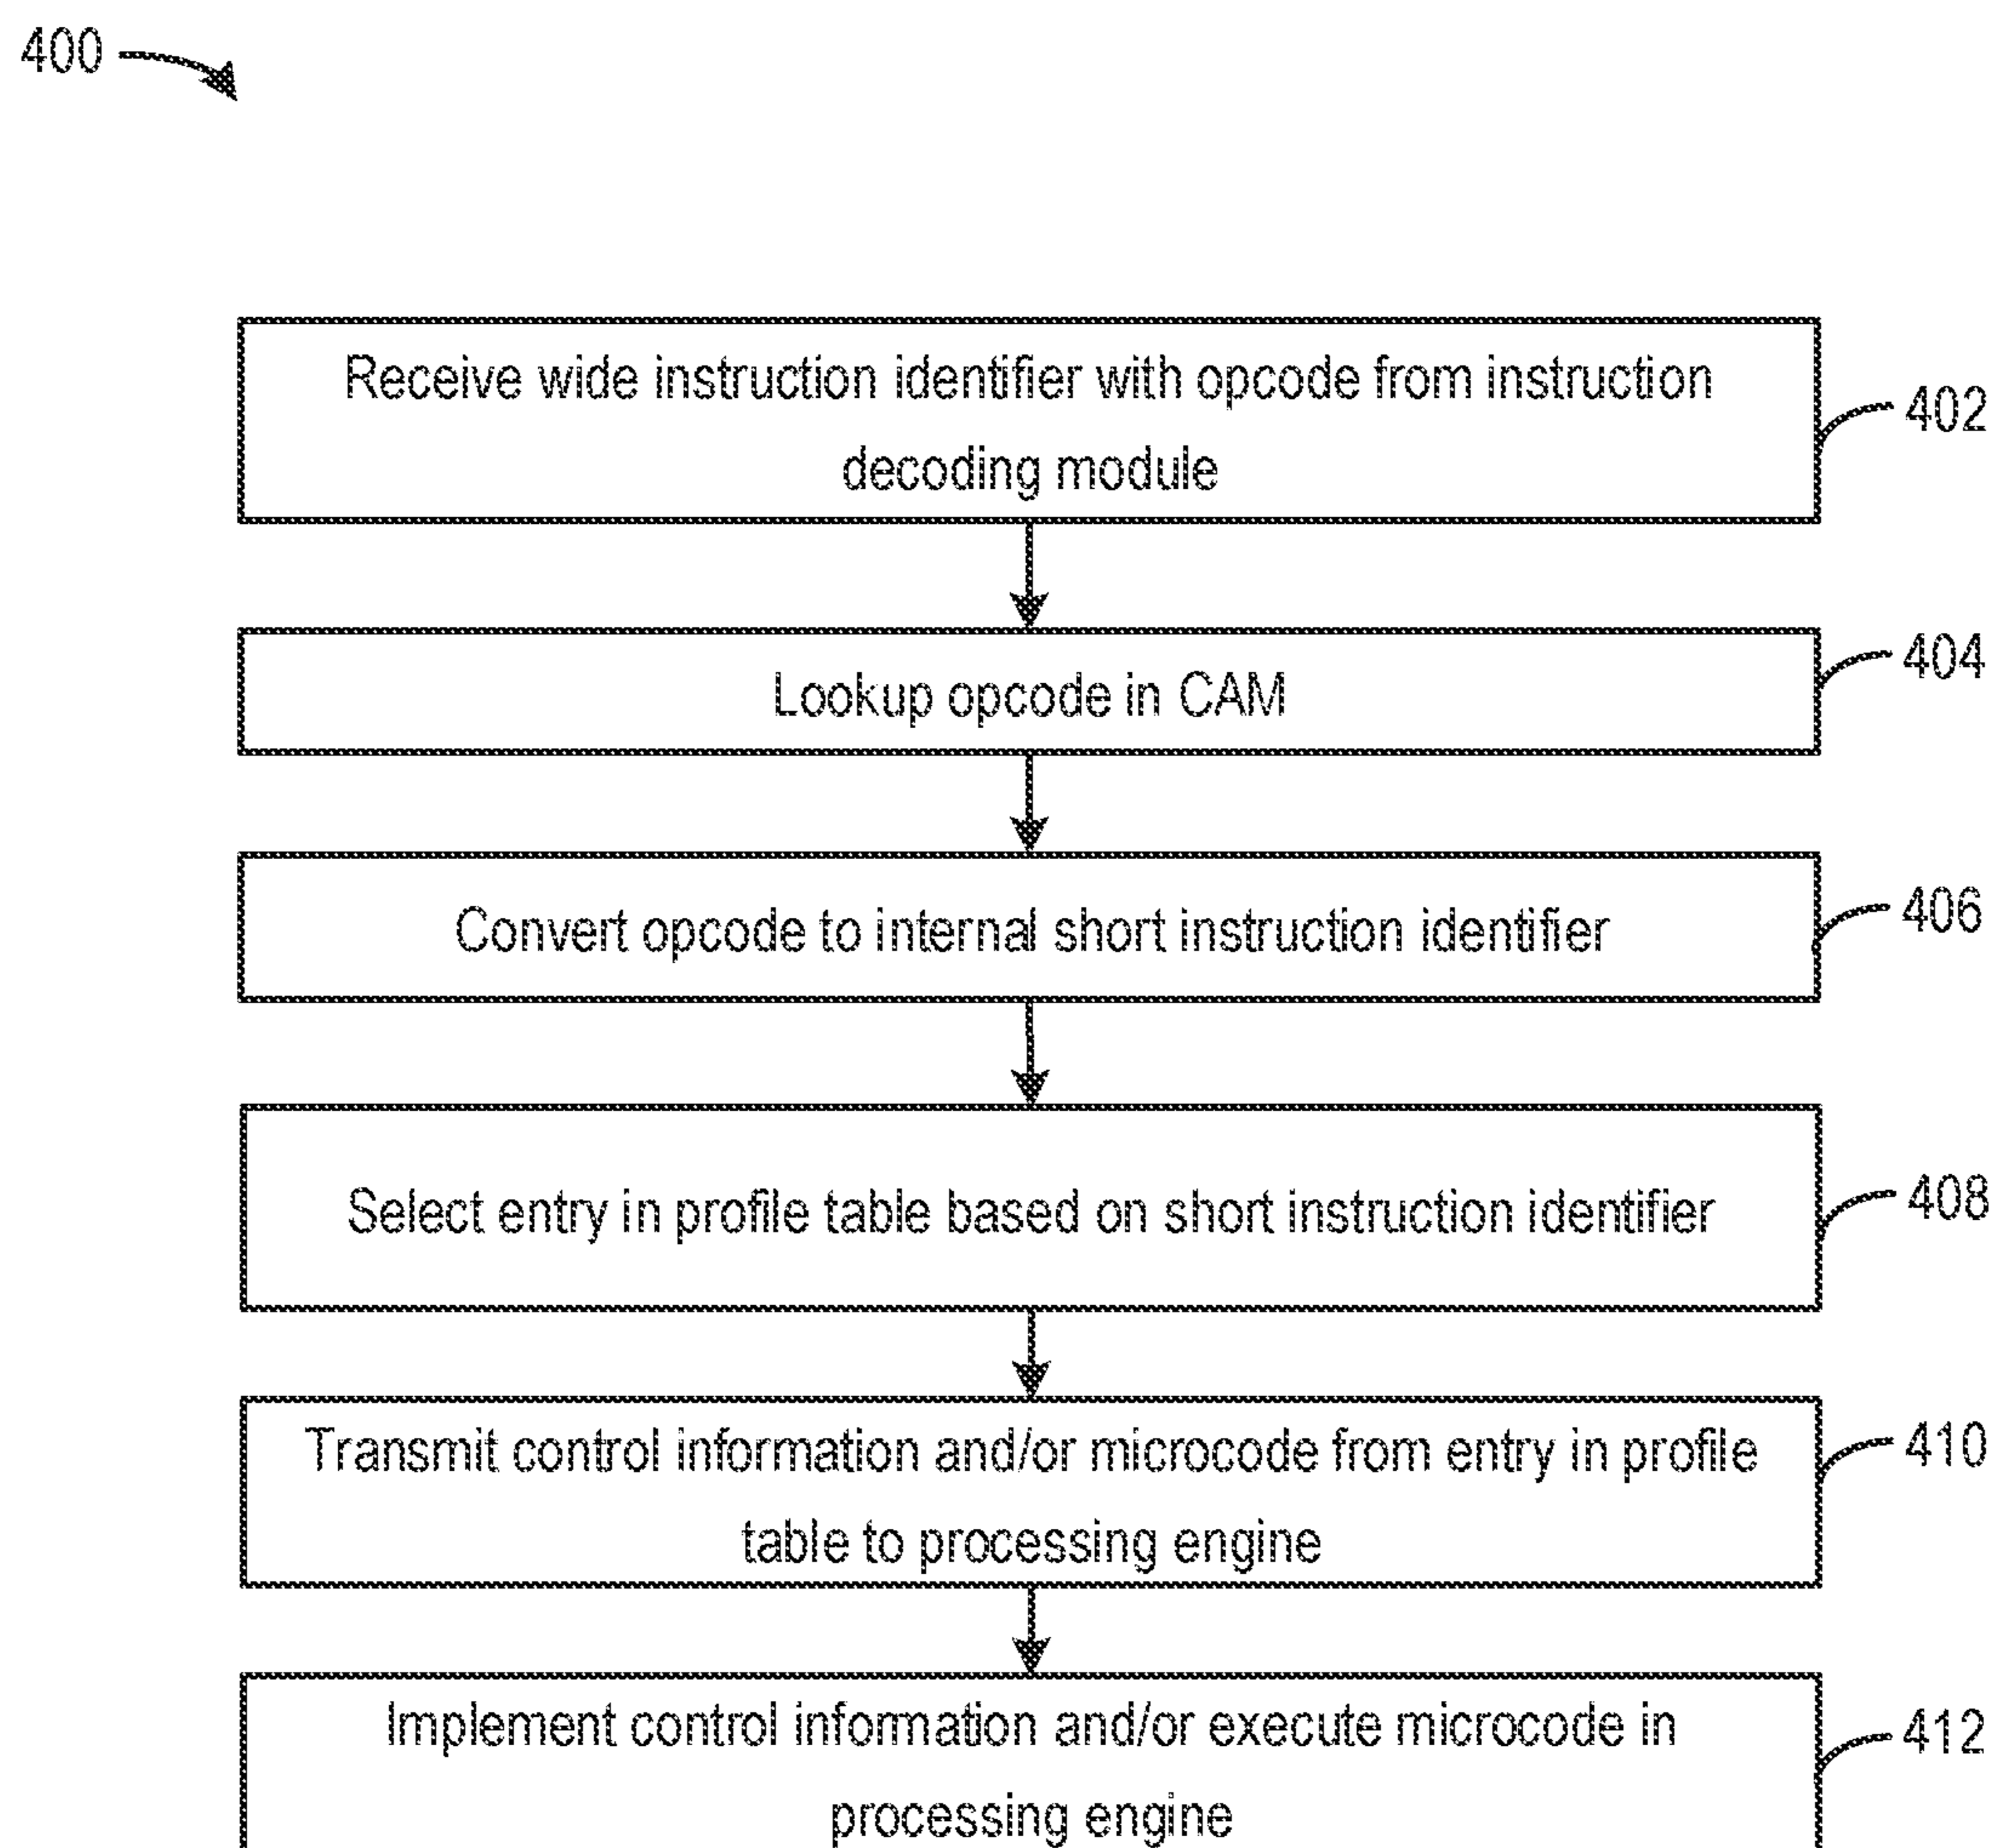 400
Receive wide instruction identifier with opcode from instruction
decoding module
402
Lookup opcode in CAM
404
Convert opcode to internal short instruction identifier
406
Select entry in profile table based on short instruction identifier
408
Transmit control information and/or microcode from entry in profile
table to processing engine
410
Implement control information and/or execute microcode in
processing engine
412